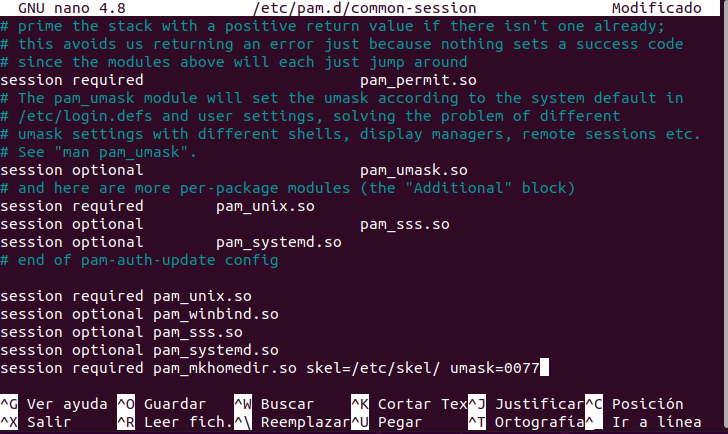 GNU nano 4.8 /etc/pam.d/common-session Modificado
# prime the stack with a positive return value if there isn't one already;
# this avoids us returning an error just because nothing sets a success code
# since the modules above will each just jump around
session required pam_permit.so
# The pam_umask module will set the umask according to the system default in
# /etc/login.defs and user settings, solving the problem of different
# umask settings with different shells, display managers, remote sessions etc.
# See "man pam_umask".
session optional pam_umask.so
# and here are more per-package modules (the "Additional" block)
session required pam_unix.so
session optional pam_sss.so
session optional pam_systemd.so
# end of pam-auth-update config
session required pam_unix.so
session optional pam_winbind.so
session optional pam_sss.so
session optional pam_systemd.so
session required pam_mkhomedir.so skel=/etc/skel/ umask=0077
^G Ver ayuda ^O Guardar ^W Buscar ^K Cortar Tex^J Justificar^C Posición
^X Salir ^R Leer fich.^\ Reemplazar^U Pegar ^T Ortografía^_ Ir a línea